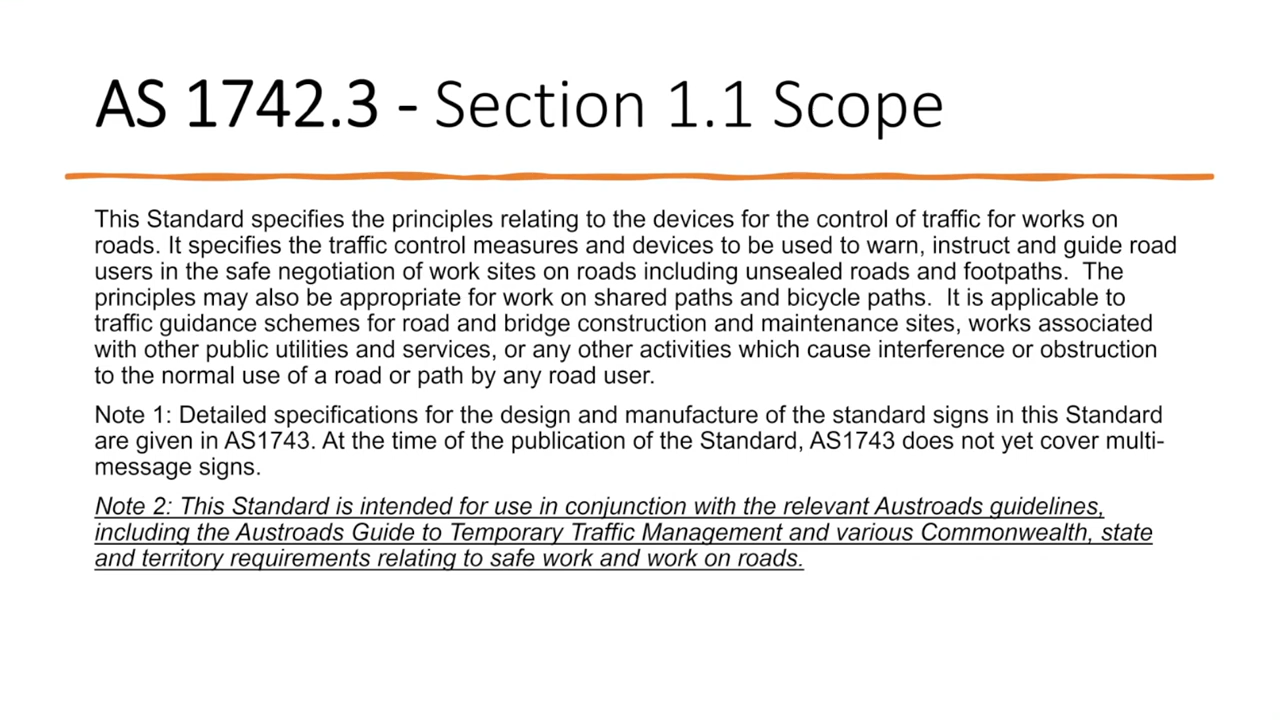 AS 1742.3 - Section 1.1 Scope
This Standard specifies the principles relating to the devices for the control of traffic for works on
roads. It specifies the traffic control measures and devices to be used to warn, instruct and guide road
users in the safe negotiation of work sites on roads including unsealed roads and footpaths.  The
principles may also be appropriate for work on shared paths and bicycle paths.  It is applicable to
traffic guidance schemes for road and bridge construction and maintenance sites, works associated
with other public utilities and services, or any other activities which cause interference or obstruction
to the normal use of a road or path by any road user.
Note 1: Detailed specifications for the design and manufacture of the standard signs in this Standard
are given in AS1743. At the time of the publication of the Standard, AS1743 does not yet cover multi-
message signs.
Note 2: This Standard is intended for use in conjunction with the relevant Austroads guidelines,
including the Austroads Guide to Temporary Traffic Management and various Commonwealth, state
and territory requirements relating to safe work and work on roads.